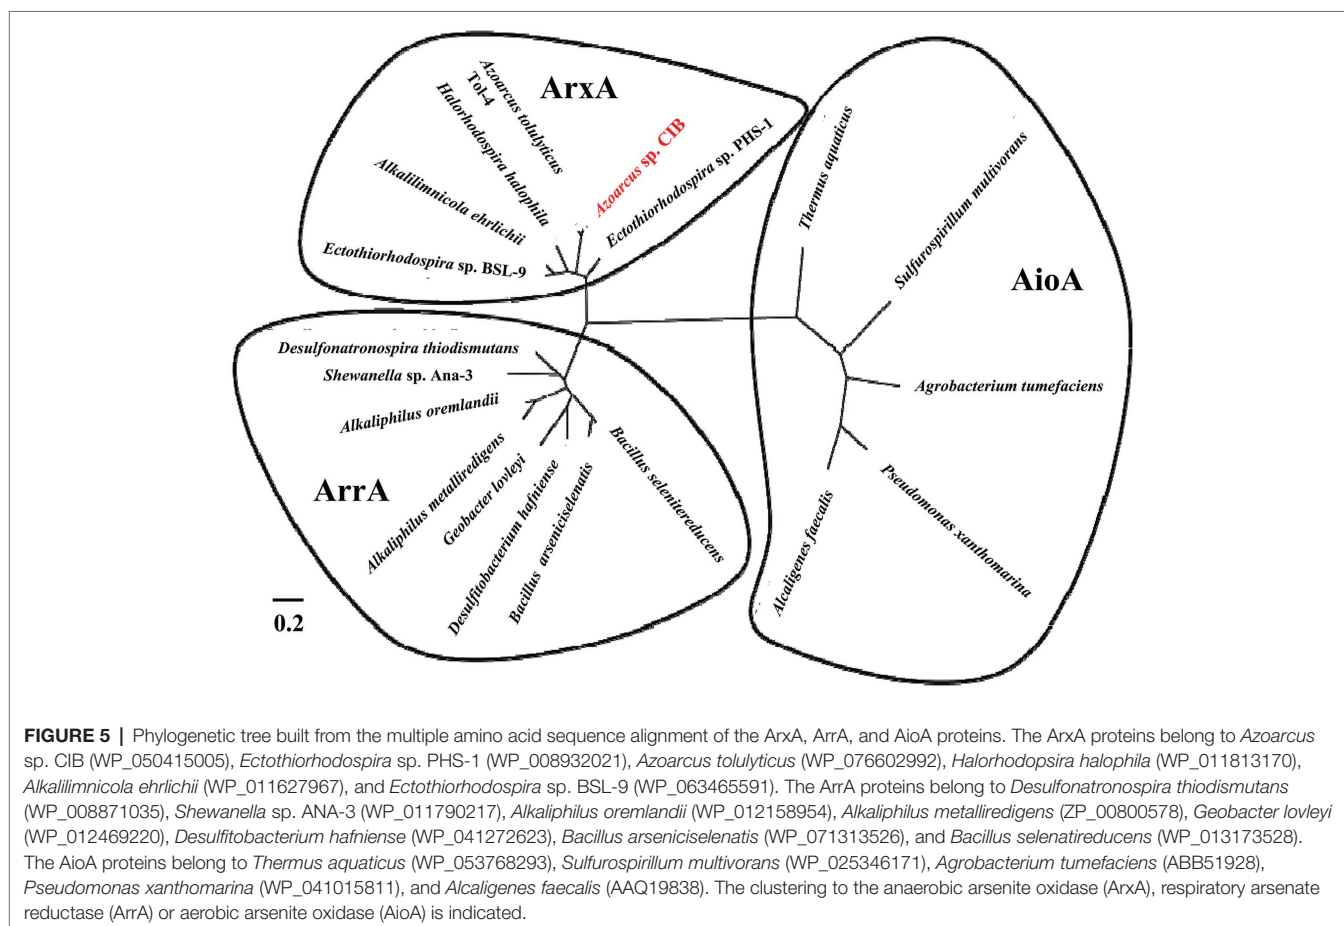 ArxA
Azoarcus tolulyticus
Tol-4
Halorhodospira halophila
Alkalilimnicola ehrlichii
Ectothiorhodospira sp. BSL-9
Azoarcus sp. CIB
Ectothiorhodospira sp. PHS-1
Thermus aquaticus
Sulfurospirillum multivorans
AioA
Agrobacterium tumefaciens
Pseudomonas xanthomarina
Alcaligenes faecalis
Desulfonatronospira thiodismutans
Shewanella sp. Ana-3
Alkaliphilus oremlandii
ArrA
Alkaliphilus metalliredigens
Geobacter lovleyi
Desulfitobacterium hafniense
Bacillus arseniciselenatis
Bacillus selenitereducens
0.2
FIGURE 5 | Phylogenetic tree built from the multiple amino acid sequence alignment of the ArxA, ArrA, and AioA proteins. The ArxA proteins belong to Azoarcus
sp. CIB (WP_050415005), Ectothiorhodospira sp. PHS-1 (WP_008932021), Azoarcus tolulyticus (WP_076602992), Halorhodopsira halophila (WP_011813170),
Alkalilimnicola ehrlichii (WP_011627967), and Ectothiorhodospira sp. BSL-9 (WP_063465591). The ArrA proteins belong to Desulfonatronospira thiodismutans
(WP_008871035), Shewanella sp. ANA-3 (WP_011790217), Alkaliphilus oremlandii (WP_012158954), Alkaliphilus metalliredigens (ZP_00800578), Geobacter lovleyi
(WP_012469220), Desulfitobacterium hafniense (WP_041272623), Bacillus arseniciselenatis (WP_071313526), and Bacillus selenatireducens (WP_013173528).
The AioA proteins belong to Thermus aquaticus (WP_053768293), Sulfurospirillum multivorans (WP_025346171), Agrobacterium tumefaciens (ABB51928),
Pseudomonas xanthomarina (WP_041015811), and Alcaligenes faecalis (AAQ19838). The clustering to the anaerobic arsenite oxidase (ArxA), respiratory arsenate
reductase (ArrA) or aerobic arsenite oxidase (AioA) is indicated.